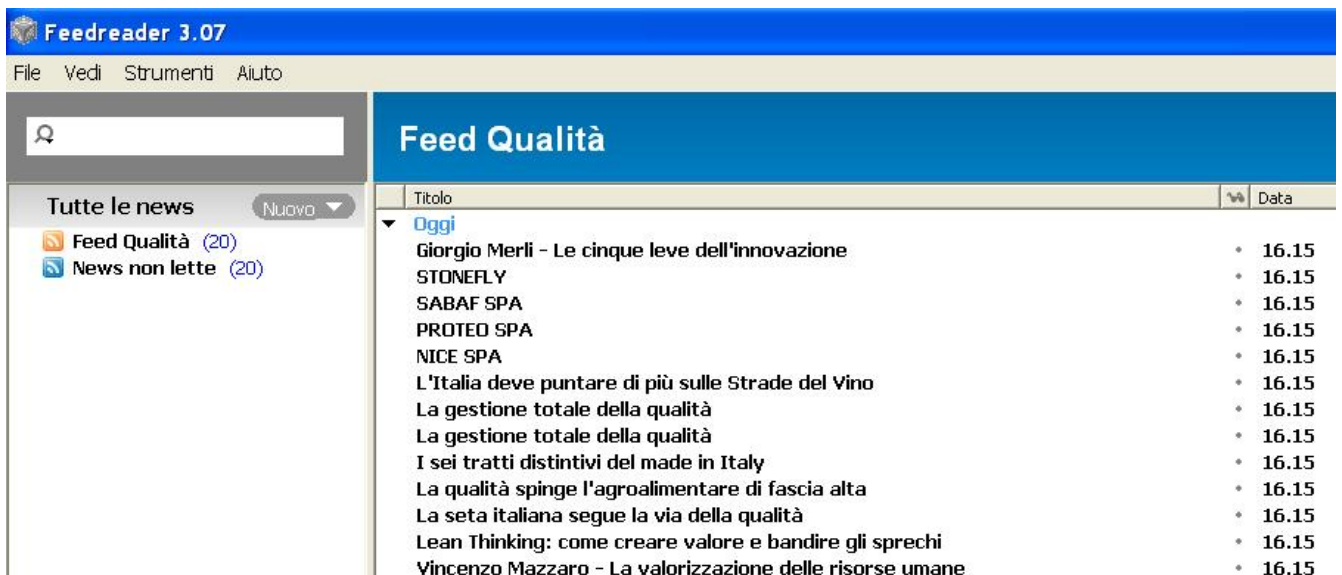 Feedreader 3.07
File Vedi Strumenti Aiuto
Feed Qualità
Tutte le news Nuovo
Feed Qualità (20)
News non lette (20)
Titolo Data
Oggi
Giorgio Merli - Le cinque leve dell'innovazione 16.15
STONEFLY 16.15
SABAF SPA 16.15
PROTEO SPA 16.15
NICE SPA 16.15
L'Italia deve puntare di più sulle Strade del Vino 16.15
La gestione totale della qualità 16.15
La gestione totale della qualità 16.15
I sei tratti distintivi del made in Italy 16.15
La qualità spinge l'agroalimentare di fascia alta 16.15
La seta italiana segue la via della qualità 16.15
Lean Thinking: come creare valore e bandire gli sprechi 16.15
Vincenzo Mazzaro - La valorizzazione delle risorse umane 16.15